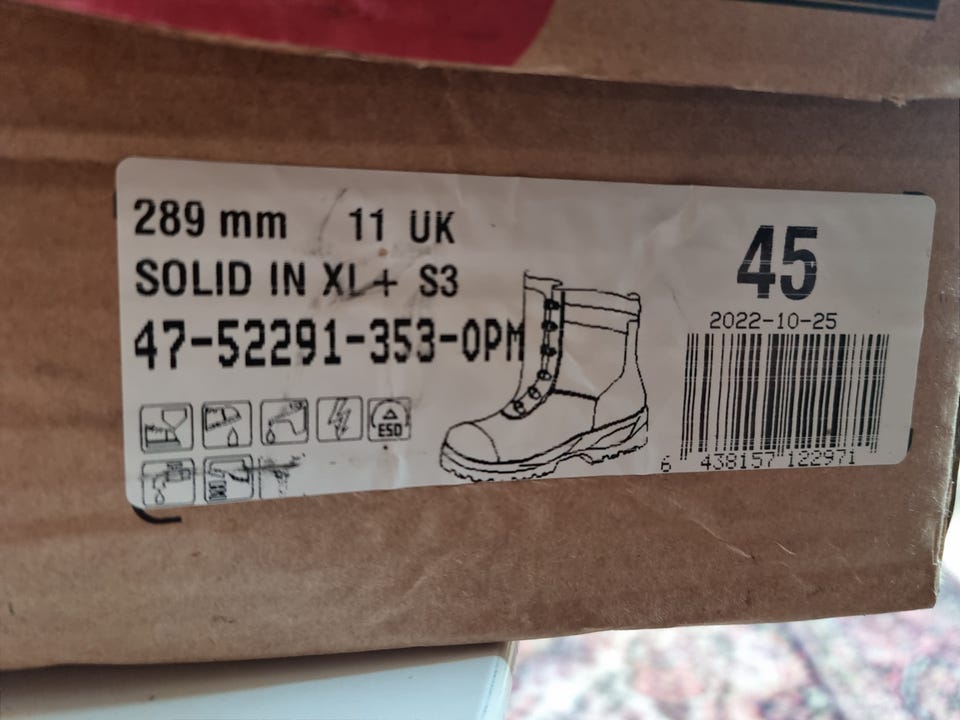 289 mm 11 UK
SOLID IN XL+ S3
47-52291-353-0PM
45
2022-10-25
6 438157 122971
ESD